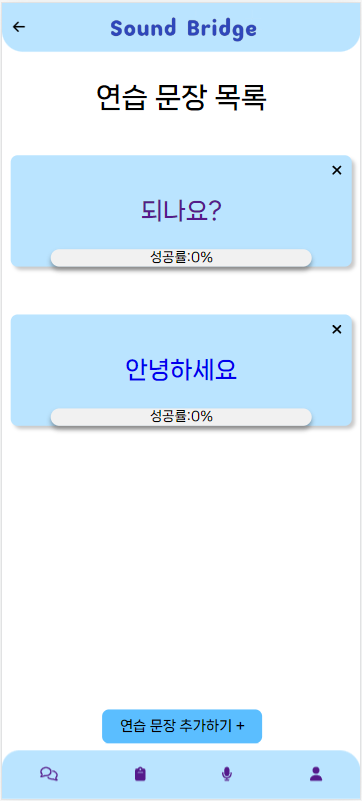 Sound Bridge
연습 문장 목록
되나요?
성공률:0%
안녕하세요
성공률:0%
연습 문장 추가하기 +